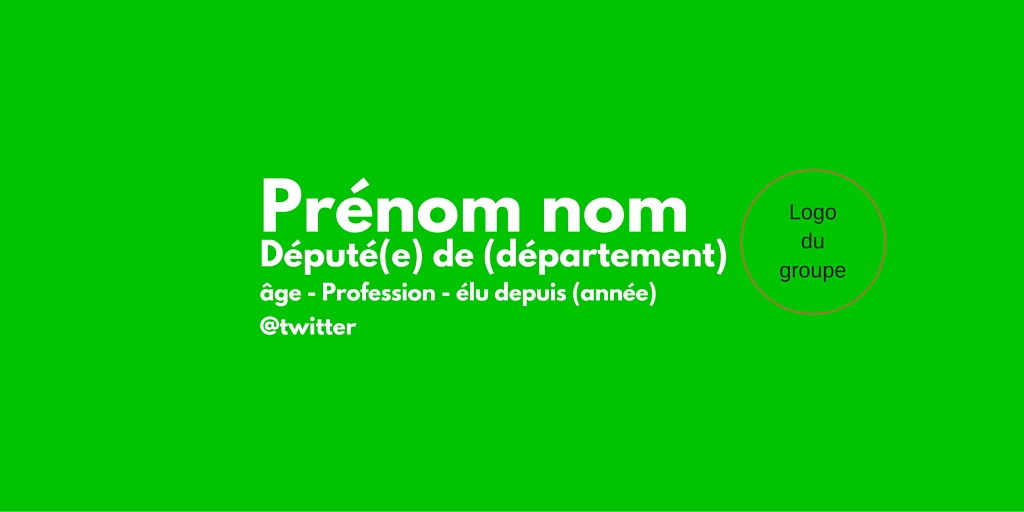 Prénom nom
Député(e) de (département)
âge - Profession - élu depuis (année)
@twitter
Logo
du
groupe